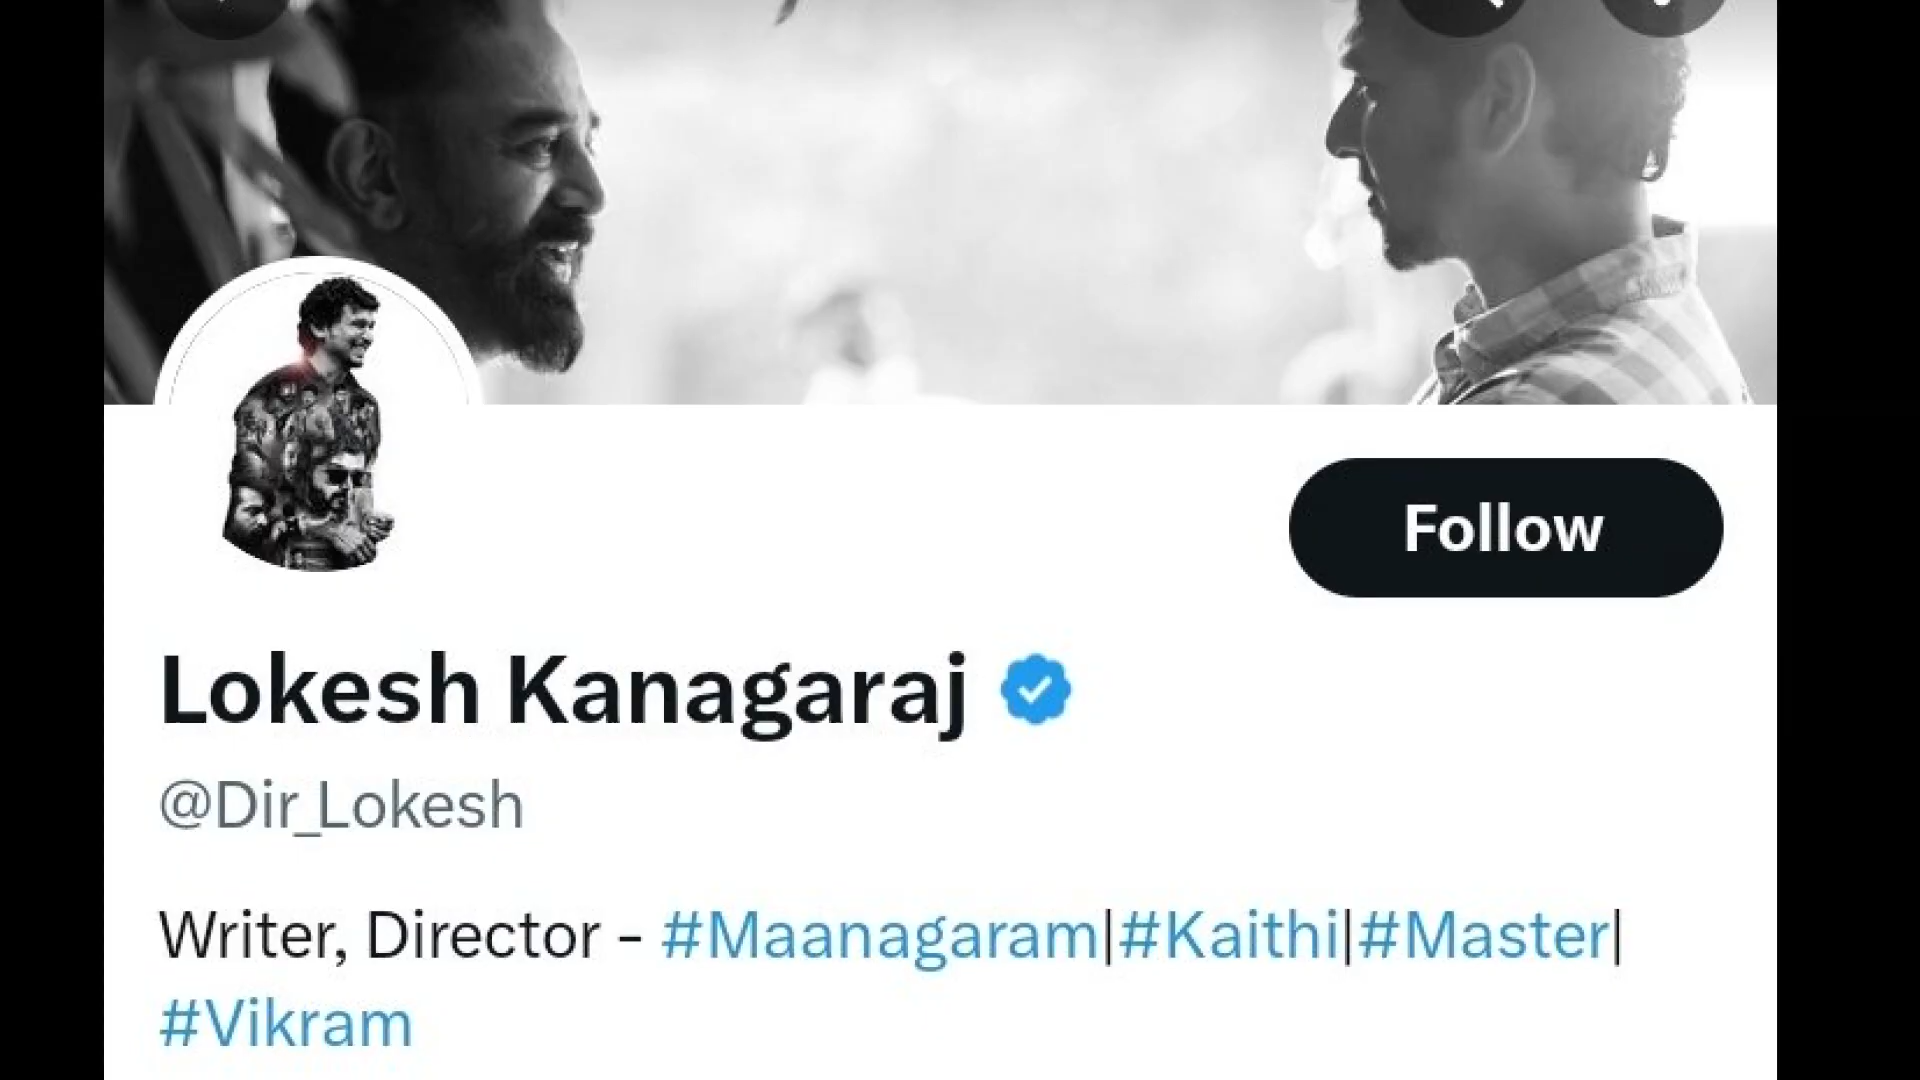 Follow
Lokesh Kanagaraj
@Dir_Lokesh
Writer, Director - #Maanagaram|#Kaithi|#Master|
#Vikram